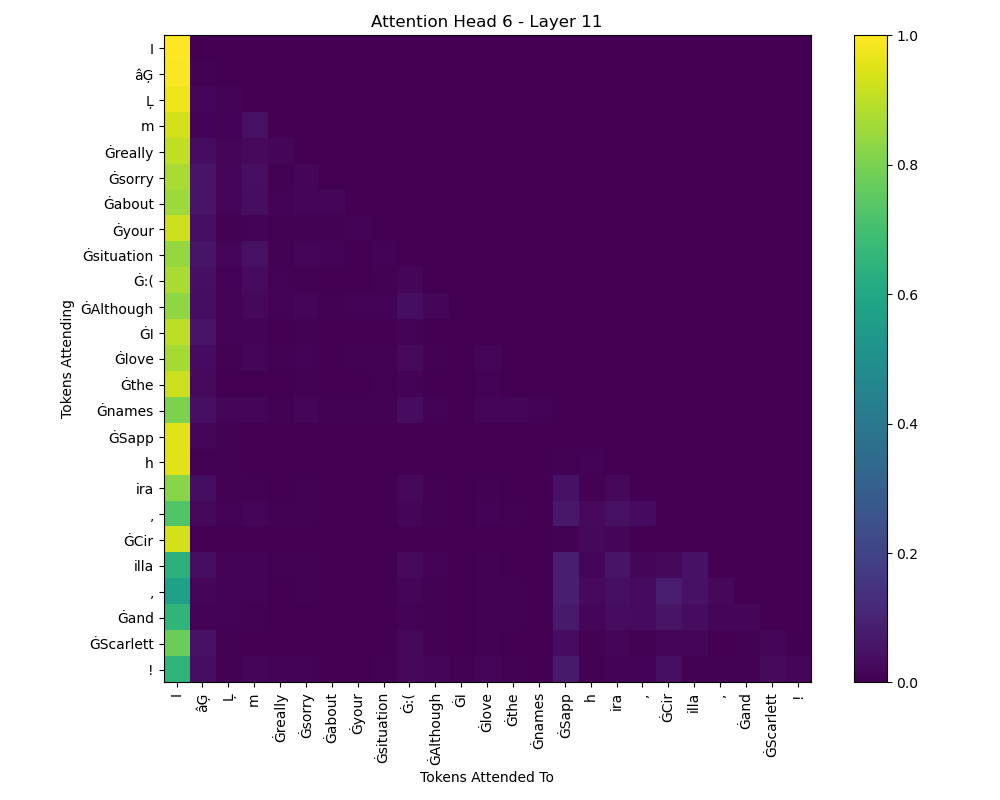 Attention Head 6 - Layer 11
Tokens Attending
I
âĢ
Ļ
m
Ġreally
Ġsorry
Ġabout
Ġyour
Ġsituation
Ġ:(
ĠAlthough
ĠI
Ġlove
Ġthe
Ġnames
ĠSapp
h
ira
,
ĠCir
illa
,
Ġand
ĠScarlett
!
I
âĢ
Ļ
m
Ġreally
Ġsorry
Ġabout
Ġyour
Ġsituation
Ġ:(
ĠAlthough
ĠI
Ġlove
Ġthe
Ġnames
ĠSapp
h
ira
,
ĠCir
illa
,
Ġand
ĠScarlett
!
Tokens Attended To
1.0
0.8
0.6
0.4
0.2
0.0